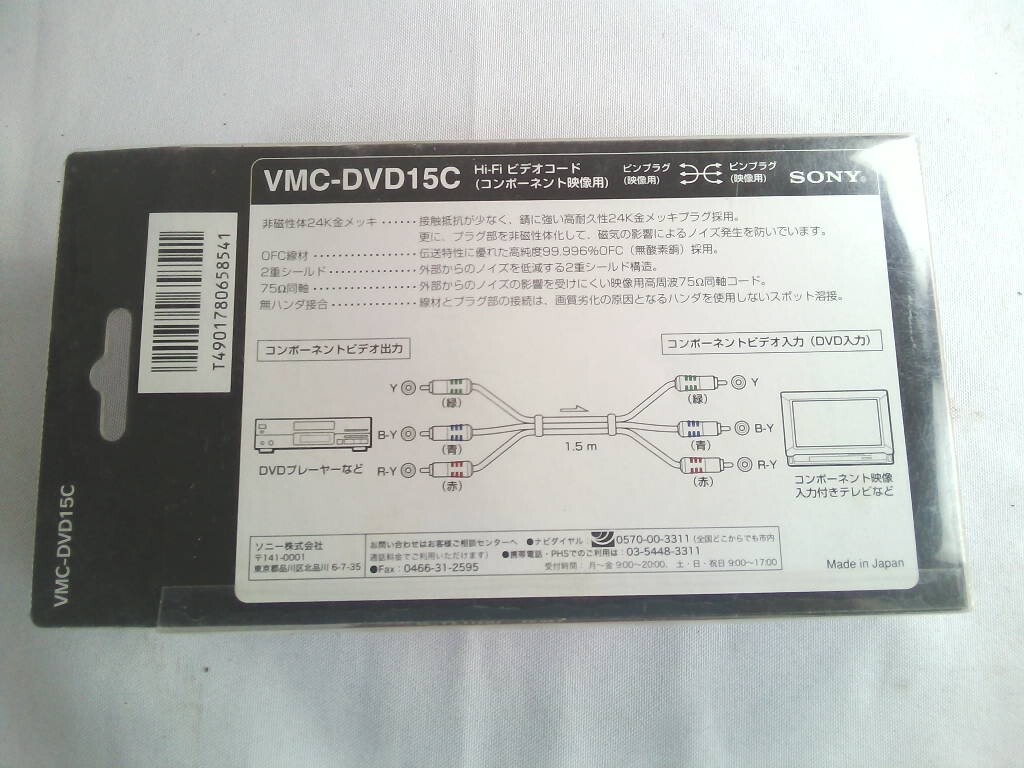 VMC-DVD15C
Hi-Fi ビデオコード
(コンポーネント映像用)
ピンプラグ
(映像用)
ピンプラグ
(映像用)
SONY®
T4901780658541
非磁性体24K金メッキ・・・・・・接触抵抗が少なく、錆に強い高耐久性24K金メッキプラグ採用。
更に、プラグ部を非磁性体化して、磁気の影響によるノイズ発生を防いでいます。
OFC線材・・・・・・・・・・・・・・・・・伝送特性に優れた高純度99.996%OFC（無酸素銅）採用。
2重シールド・・・・・・・・・・・・・・外部からのノイズを低減する2重シールド構造。
75Ω同軸・・・・・・・・・・・・・・・・・外部からのノイズの影響を受けにくい映像用高周波75Ω同軸コード。
無ハンダ接合・・・・・・・・・・・・・・線材とプラグ部の接続は、画質劣化の原因となるハンダを使用しないスポット溶接。
コンポーネントビデオ出力
コンポーネントビデオ入力（DVD入力）
Y
(緑)
(緑)
Y
B-Y
(青)
1.5 m
(青)
B-Y
R-Y
(赤)
(赤)
R-Y
DVDプレーヤーなど
コンポーネント映像
入力付きテレビなど
VMC-DVD15C
ソニー株式会社
〒141-0001
東京都品川区北品川 6-7-35
お問い合わせはお客様ご相談センターへ ●ナビダイヤル 0570-00-3311 (全国どこからでも市内
通話料金でご利用いただけます) ●携帯電話・PHSでのご利用は：03-5448-3311
●Fax：0466-31-2595 受付時間： 月～金 9:00～20:00、土・日・祝日 9:00～17:00
Made in Japan